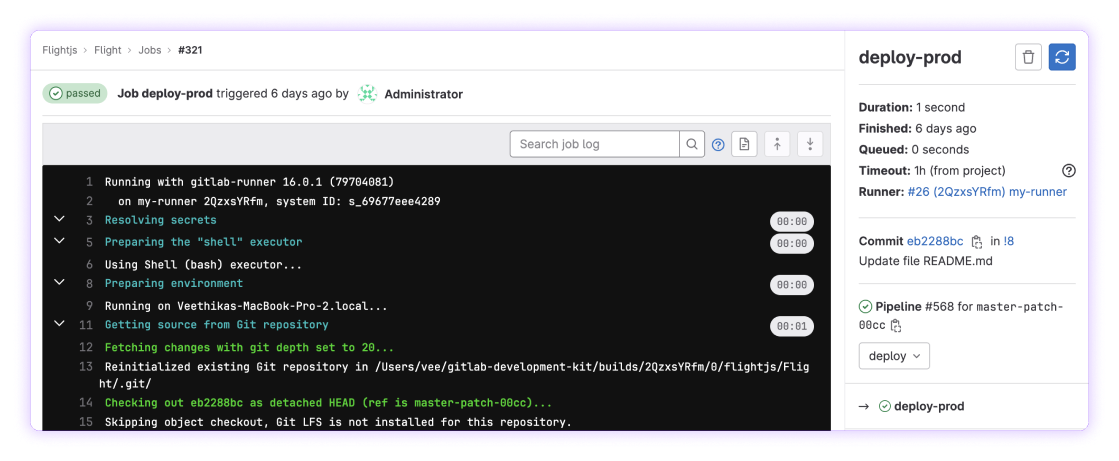 Flightjs > Flight > Jobs > #321
passed Job deploy-prod triggered 6 days ago by Administrator
Search job log
1 Running with gitlab-runner 16.0.1 (79704081)
2 on my-runner 2QzxsYRfm, system ID: s_69677eee4289
3 Resolving secrets 00:00
5 Preparing the "shell" executor 00:00
6 Using Shell (bash) executor...
8 Preparing environment 00:00
9 Running on Veethikas-MacBook-Pro-2.local...
11 Getting source from Git repository 00:01
12 Fetching changes with git depth set to 20...
13 Reinitialized existing Git repository in /Users/vee/gitlab-development-kit/builds/2QzxsYRfm/0/flightjs/Flig
ht/.git/
14 Checking out eb2288bc as detached HEAD (ref is master-patch-00cc)...
15 Skipping object checkout, Git LFS is not installed for this repository.
deploy-prod
Duration: 1 second
Finished: 6 days ago
Queued: 0 seconds
Timeout: 1h (from project)
Runner: #26 (2QzxsYRfm) my-runner
Commit eb2288bc in !8
Update file README.md
Pipeline #568 for master-patch-
00cc
deploy
→ deploy-prod